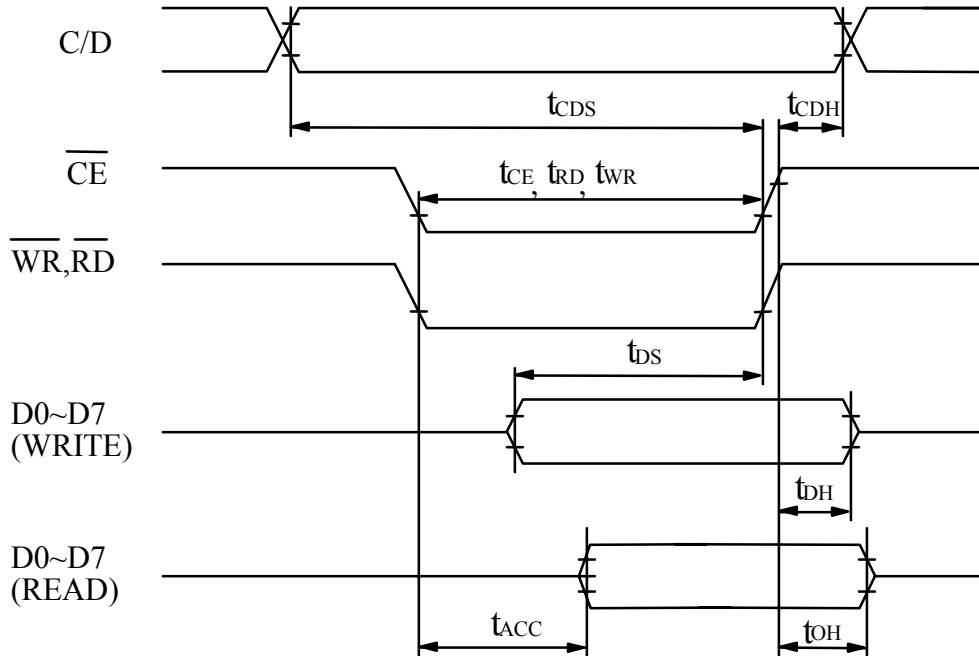 C/D
tCDS
tCDH
CE
tCE, tRD, tWR
WR,RD
tDS
D0~D7
(WRITE)
tDH
D0~D7
(READ)
tACC
tOH